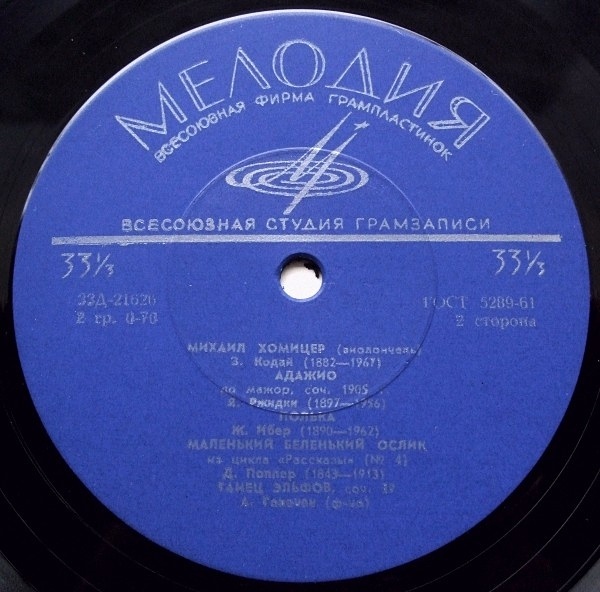 МЕЛОДИЯ
ВСЕСОЮЗНАЯ ФИРМА ГРАМПЛАСТИНОК
ВСЕСОЮЗНАЯ СТУДИЯ ГРАМЗАПИСИ
33⅓ 33⅓
33Д-21626 ГОСТ 5289-61
2 гр. 0-70 2 сторона
МИХАИЛ ХОМИЦЕР (виолончель)
З. Кодай (1882—1967)
АДАЖИО
до мажор, соч. 1905 г.
Я. Ржидки (1897—1956)
ПОЛЬКА
Ж. Ибер (1890—1962)
МАЛЕНЬКИЙ БЕЛЕНЬКИЙ ОСЛИК
из цикла «Рассказы» (№ 4)
Д. Поппер (1843—1913)
ТАНЕЦ ЭЛЬФОВ, соч. 39
(ф-но)